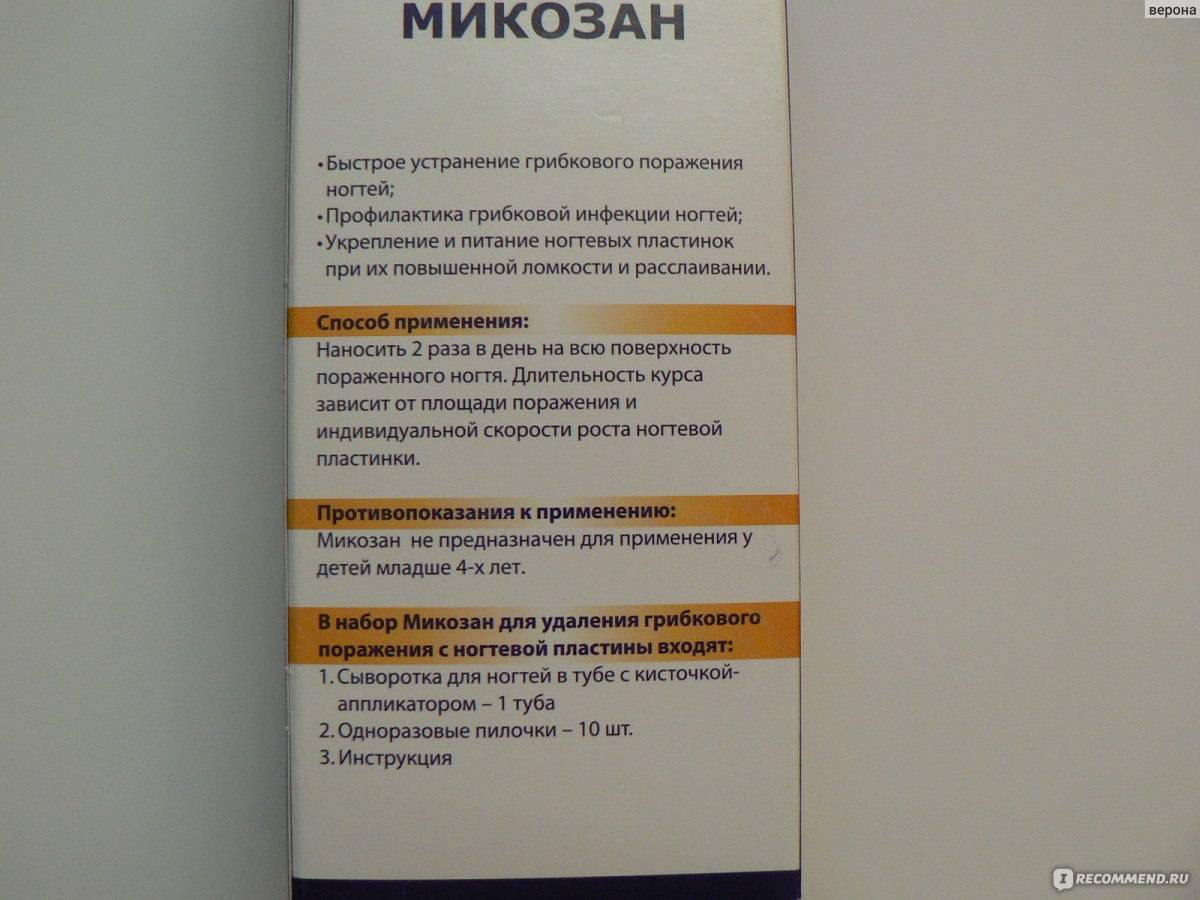 верона
МИКОЗАН
•Быстрое устранение грибкового поражения
ногтей;
•Профилактика грибковой инфекции ногтей;
•Укрепление и питание ногтевых пластинок
при их повышенной ломкости и расслаивании.
Способ применения:
Наносить 2 раза в день на всю поверхность
пораженного ногтя. Длительность курса
зависит от площади поражения и
индивидуальной скорости роста ногтевой
пластинки.
Противопоказания к применению:
Микозан не предназначен для применения у
детей младше 4-х лет.
В набор Микозан для удаления грибкового
поражения с ногтевой пластины входят:
1. Сыворотка для ногтей в тубе с кисточкой-
аппликатором – 1 туба
2. Одноразовые пилочки – 10 шт.
3. Инструкция
IRECOMMEND.RU